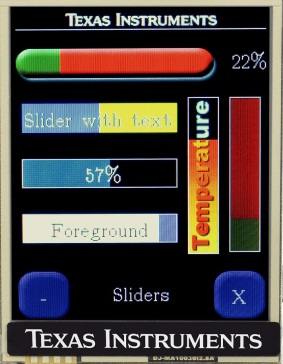 TEXAS INSTRUMENTS
22%
Slider with text
57%
Temperature
Foreground
-
Sliders
X
TEXAS INSTRUMENTS